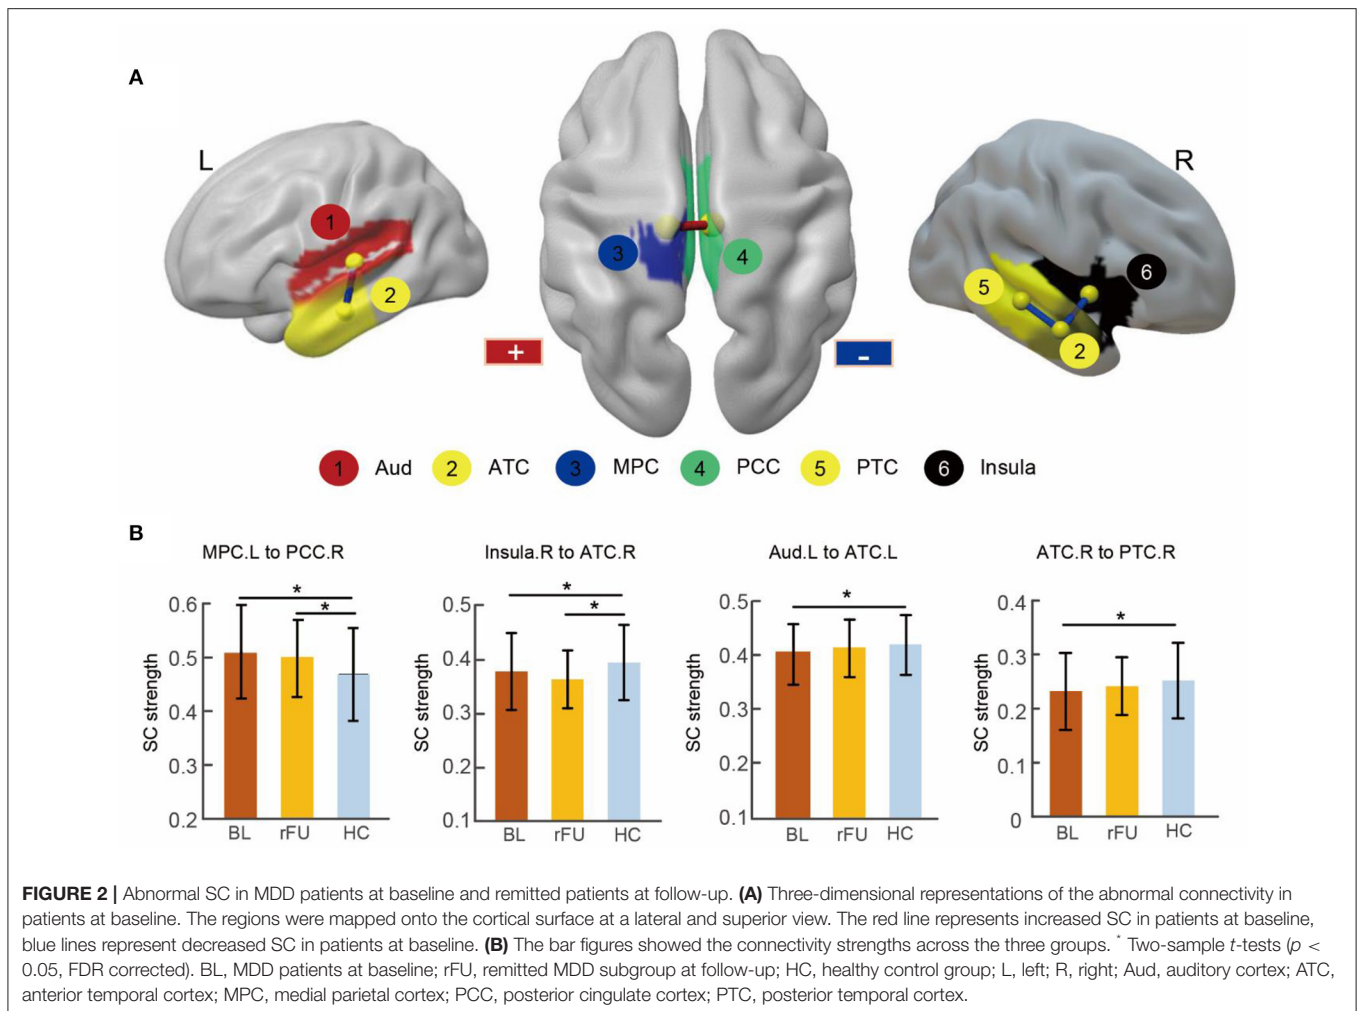 A
L
R
1
2
3
4
5
6
2
+
-
1 Aud 2 ATC 3 MPC 4 PCC 5 PTC 6 Insula
B
MPC.L to PCC.R
SC strength
0.6
0.5
0.4
0.3
0.2
*
*
BL rFU HC
Insula.R to ATC.R
SC strength
0.5
0.4
0.3
0.2
0.1
*
*
BL rFU HC
Aud.L to ATC.L
SC strength
0.5
0.4
0.3
0.2
0.1
*
BL rFU HC
ATC.R to PTC.R
SC strength
0.4
0.3
0.2
0.1
0
*
BL rFU HC
FIGURE 2 | Abnormal SC in MDD patients at baseline and remitted patients at follow-up. (A) Three-dimensional representations of the abnormal connectivity in
patients at baseline. The regions were mapped onto the cortical surface at a lateral and superior view. The red line represents increased SC in patients at baseline,
blue lines represent decreased SC in patients at baseline. (B) The bar figures showed the connectivity strengths across the three groups. * Two-sample t-tests (p <
0.05, FDR corrected). BL, MDD patients at baseline; rFU, remitted MDD subgroup at follow-up; HC, healthy control group; L, left; R, right; Aud, auditory cortex; ATC,
anterior temporal cortex; MPC, medial parietal cortex; PCC, posterior cingulate cortex; PTC, posterior temporal cortex.